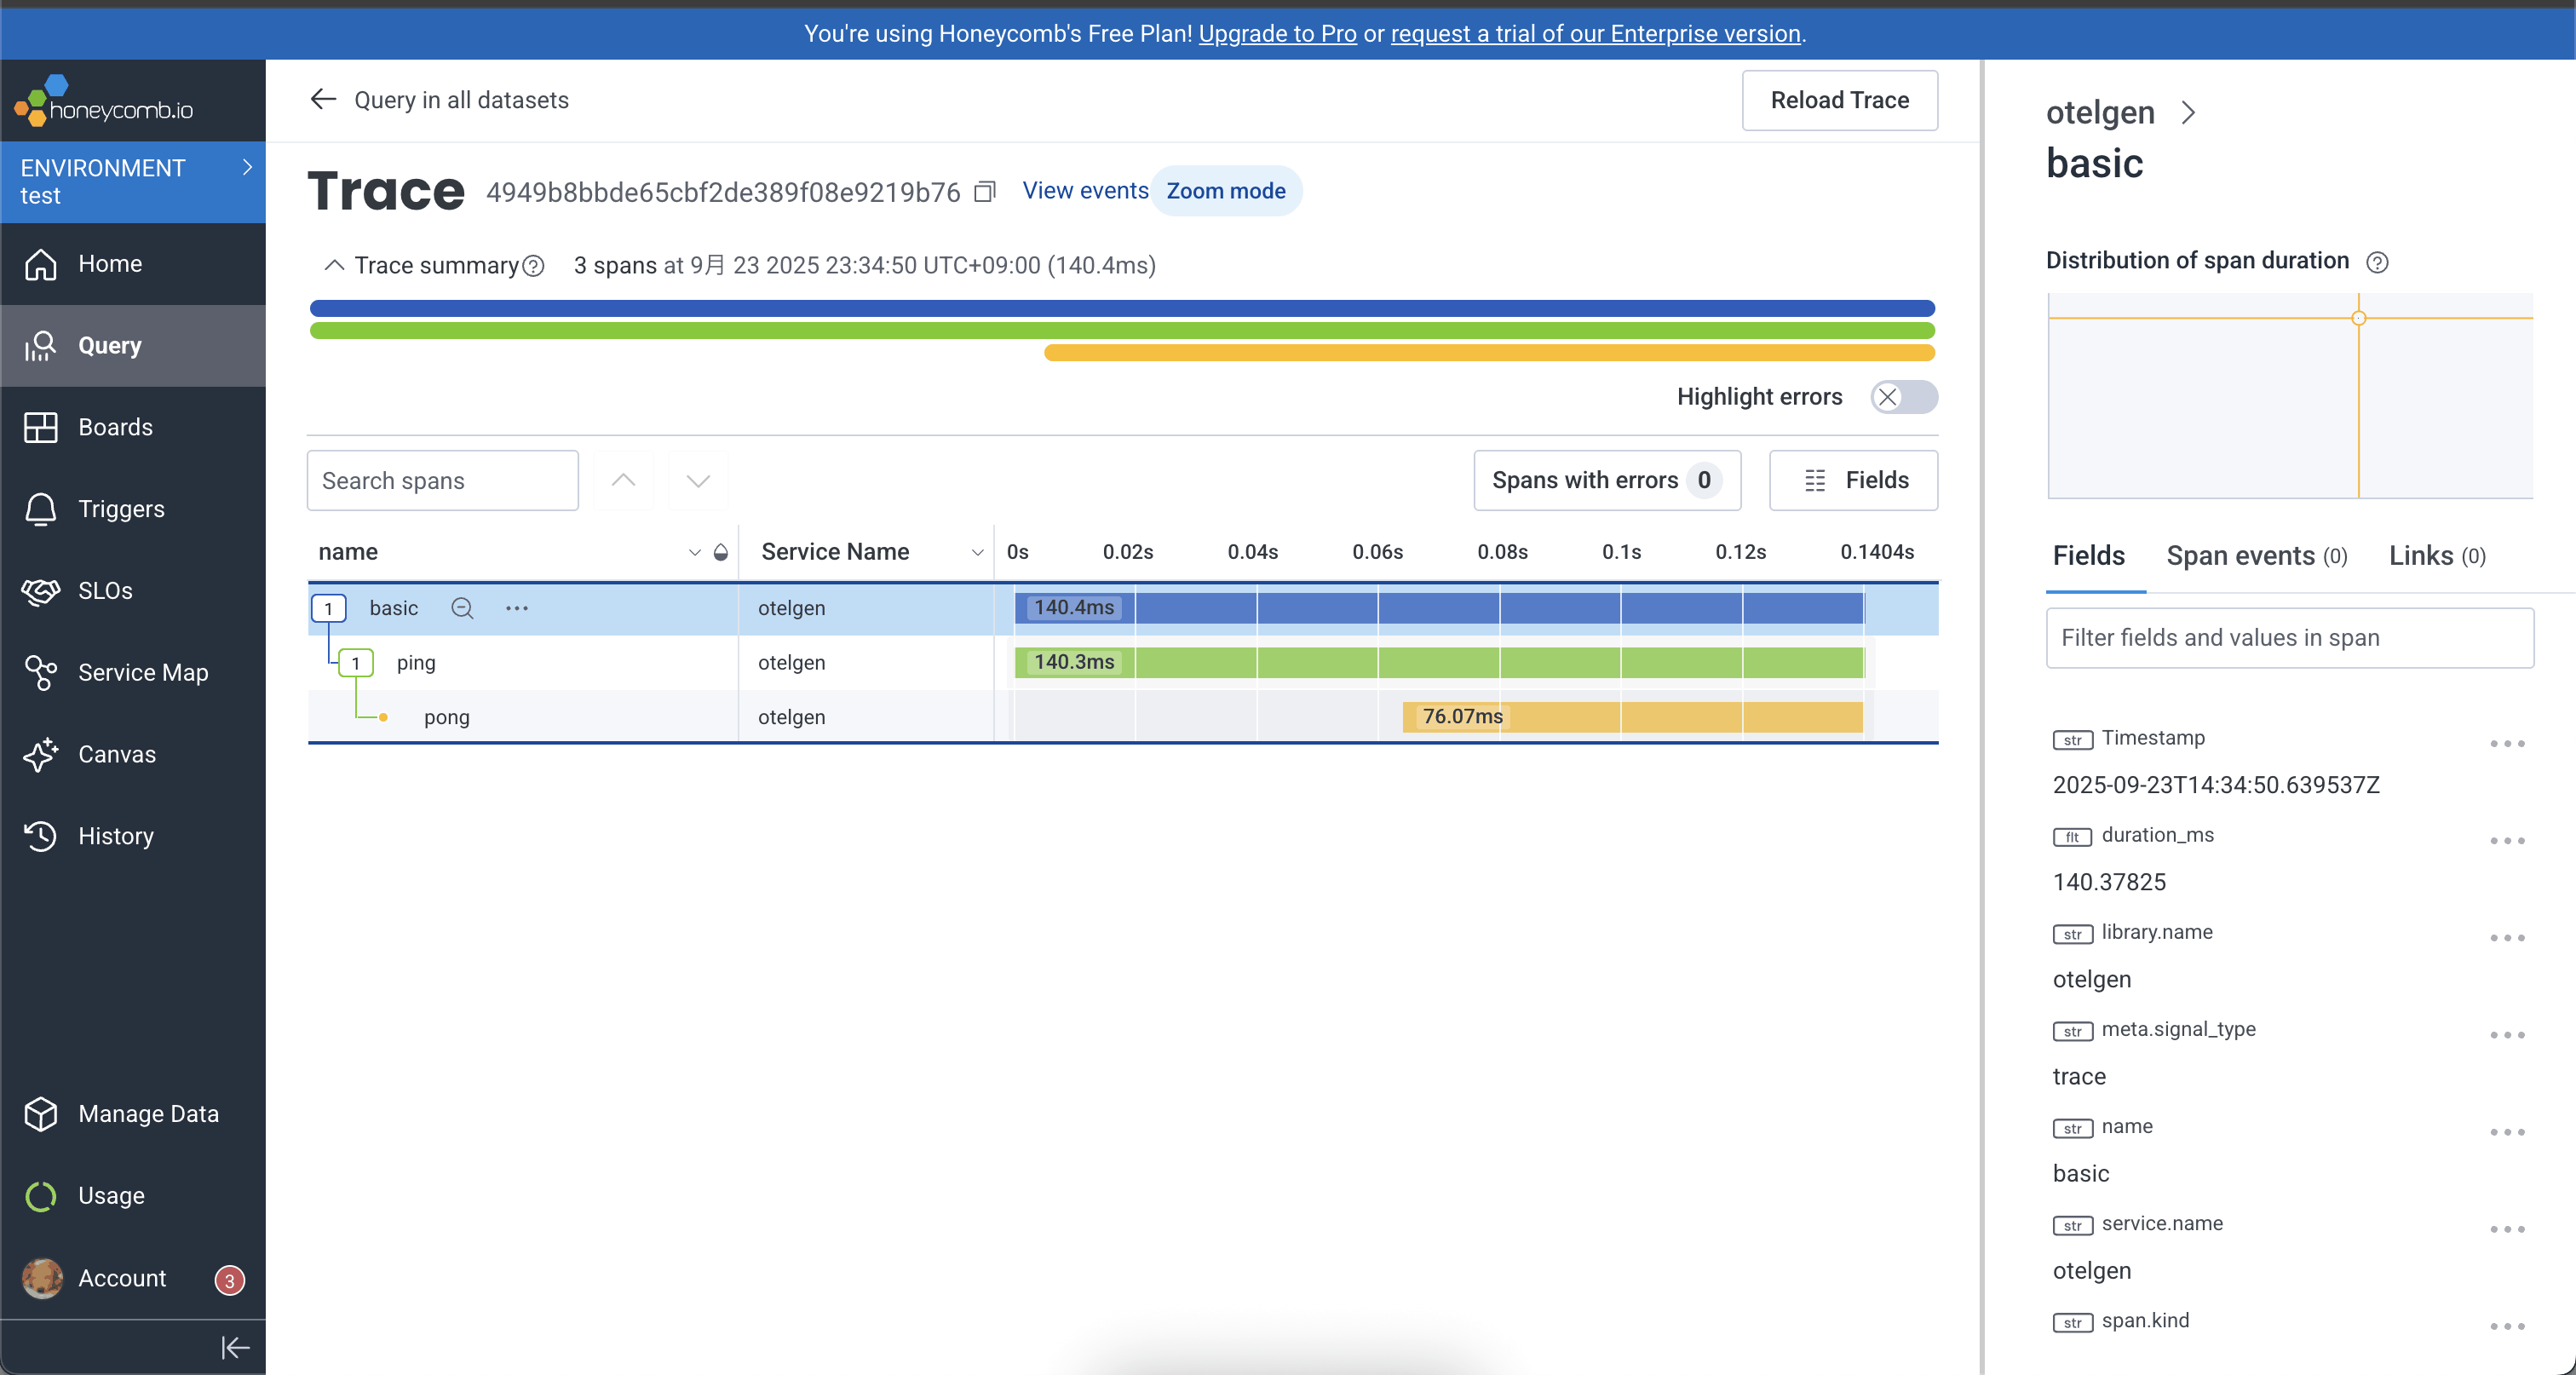 You're using Honeycomb's Free Plan! Upgrade to Pro or request a trial of our Enterprise version.
honeycomb.io
ENVIRONMENT
test
Home
Query
Boards
Triggers
SLOs
Service Map
Canvas
History
Manage Data
Usage
Account 3
Query in all datasets
Reload Trace
Trace 4949b8bbde65cbf2de389f08e9219b76 View events Zoom mode
Trace summary 3 spans at 9月 23 2025 23:34:50 UTC+09:00 (140.4ms)
Highlight errors
Search spans
Spans with errors 0
Fields
name Service Name 0s 0.02s 0.04s 0.06s 0.08s 0.1s 0.12s 0.1404s
1 basic otelgen 140.4ms
1 ping otelgen 140.3ms
pong otelgen 76.07ms
otelgen
basic
Distribution of span duration
Fields Span events (0) Links (0)
Filter fields and values in span
str Timestamp
2025-09-23T14:34:50.639537Z
flt duration_ms
140.37825
str library.name
otelgen
str meta.signal_type
trace
str name
basic
str service.name
otelgen
str span.kind